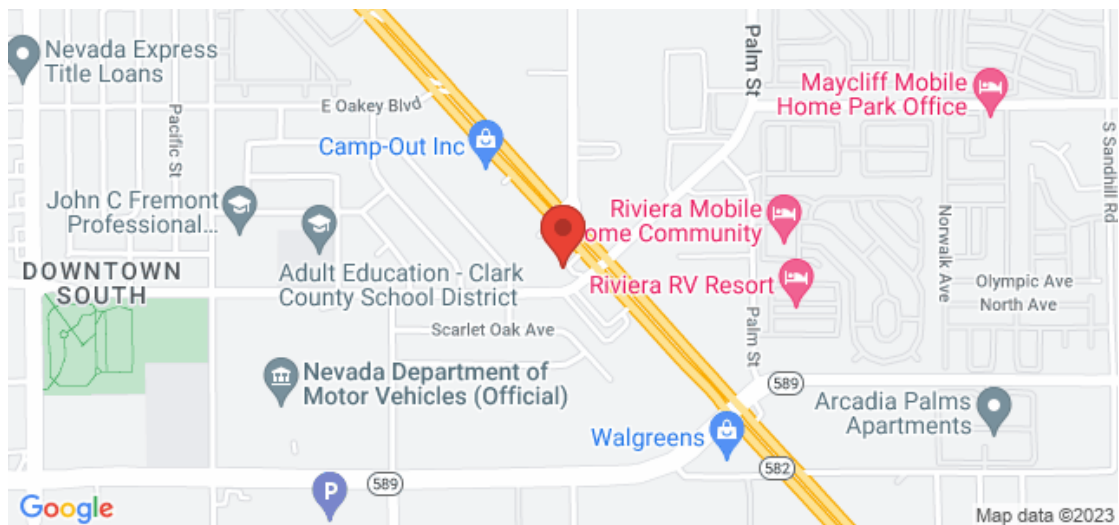 Nevada Express
Title Loans
Pacific St
E Oakey Blvd
Camp-Out Inc
Palm St
Maycliff Mobile
Home Park Office
S Sandhill Rd
John C Fremont
Professional...
Adult Education - Clark
County School District
Riviera Mobile
ome Community
Riviera RV Resort
Norwalk Ave
Olympic Ave
North Ave
DOWNTOWN
SOUTH
Scarlet Oak Ave
Palm St
Nevada Department of
Motor Vehicles (Official)
589
Arcadia Palms
Apartments
Walgreens
582
589
P
Google
Map data ©2023